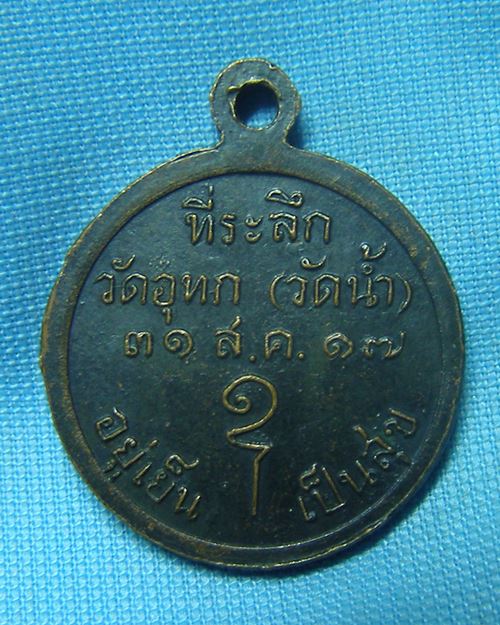 ที่ระลึก
วัดอุทก (วัดน้ำ)
๓๑ ส.ค. ๑๗
อยู่เย็น เป็นสุข